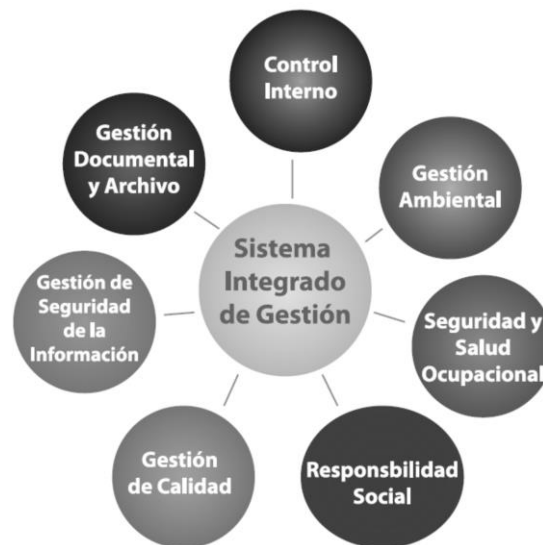 Control
Interno
Gestión
Documental
y Archivo
Gestión
Ambiental
Sistema
Integrado
de Gestión
Gestión de
Seguridad
de la
Información
Seguridad y
Salud
Ocupacional
Gestión
de Calidad
Responsbilidad
Social